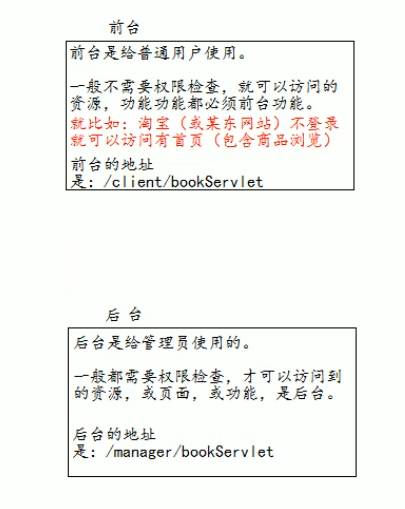 前台
前台是给普通用户使用。
一般不需要权限检查，就可以访问的
资源，功能功能都必须前台功能。
就比如：淘宝（或某东网站）不登录
就可以访问有首页（包含商品浏览）
前台的地址
是：/client/bookServlet
后 台
后台是给管理员使用的。
一般都需要权限检查，才可以访问到
的资源，或页面，或功能，是后台。
后台的地址
是：/manager/bookServlet